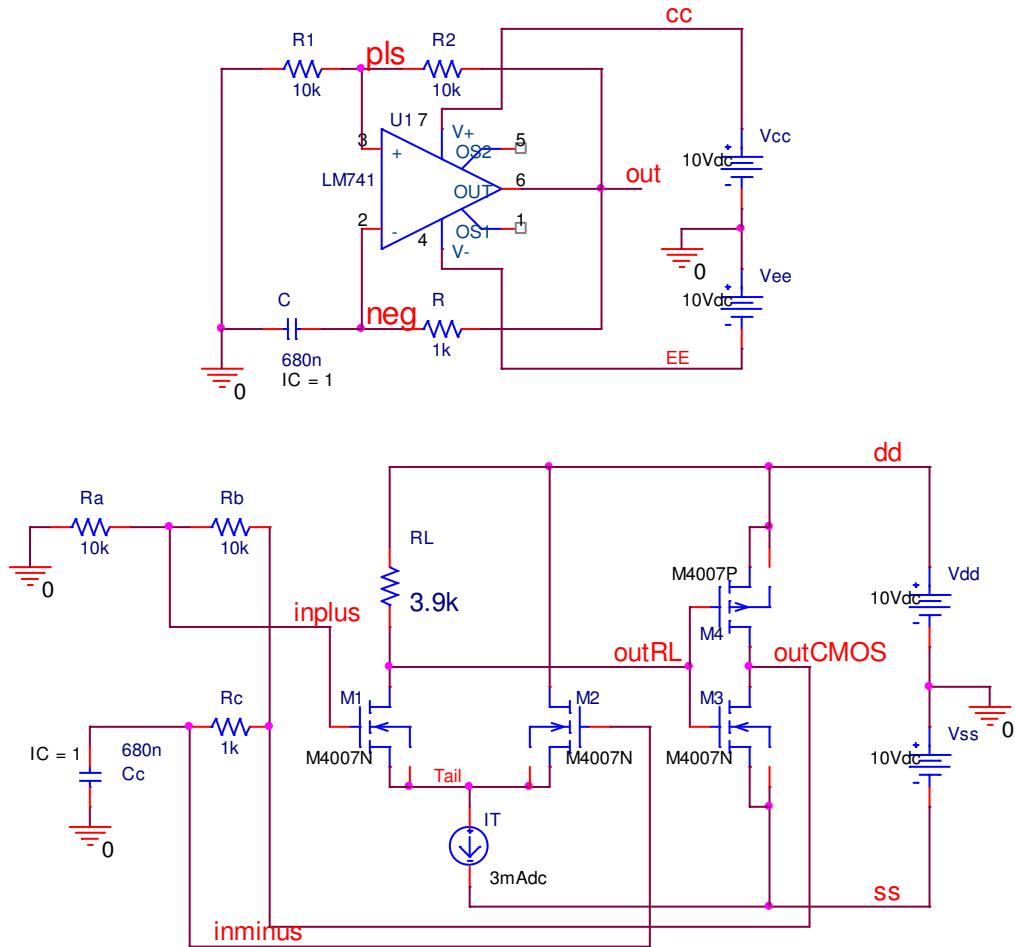 cc
R1
pls
R2
10k
10k
U1
7
V+
5
OS2
3
+
LM741
OUT
6
out
2
-
4
OS1
1
V-
Vcc
10Vdc
0
Vee
10Vdc
C
neg
R
680n
1k
IC = 1
0
EE
dd
Ra
Rb
10k
10k
0
RL
3.9k
M4007P
M4
Vdd
10Vdc
inplus
outRL
outCMOS
M1
M2
M3
0
Rc
1k
IC = 1
680n
Cc
0
M4007N
M4007N
M4007N
Vss
10Vdc
Tail
IT
3mAdc
ss
inminus